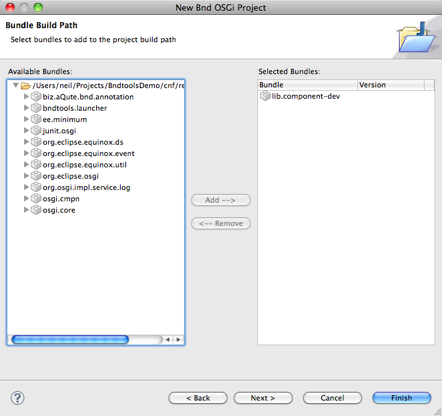 New Bnd OSGi Project
Bundle Build Path
Select bundles to add to the project build path
Available Bundles:
Selected Bundles:
/Users/neil/Projects/BndtoolsDemo/cnf/re
biz.aQute.bnd.annotation
bndtools.launcher
ee.minimum
junit.osgi
org.eclipse.equinox.ds
org.eclipse.equinox.event
org.eclipse.equinox.util
org.eclipse.osgi
org.osgi.impl.service.log
osgi.cmpn
osgi.core
Add -->
<-- Remove
Bundle Version
lib.component-dev
?
< Back
Next >
Cancel
Finish